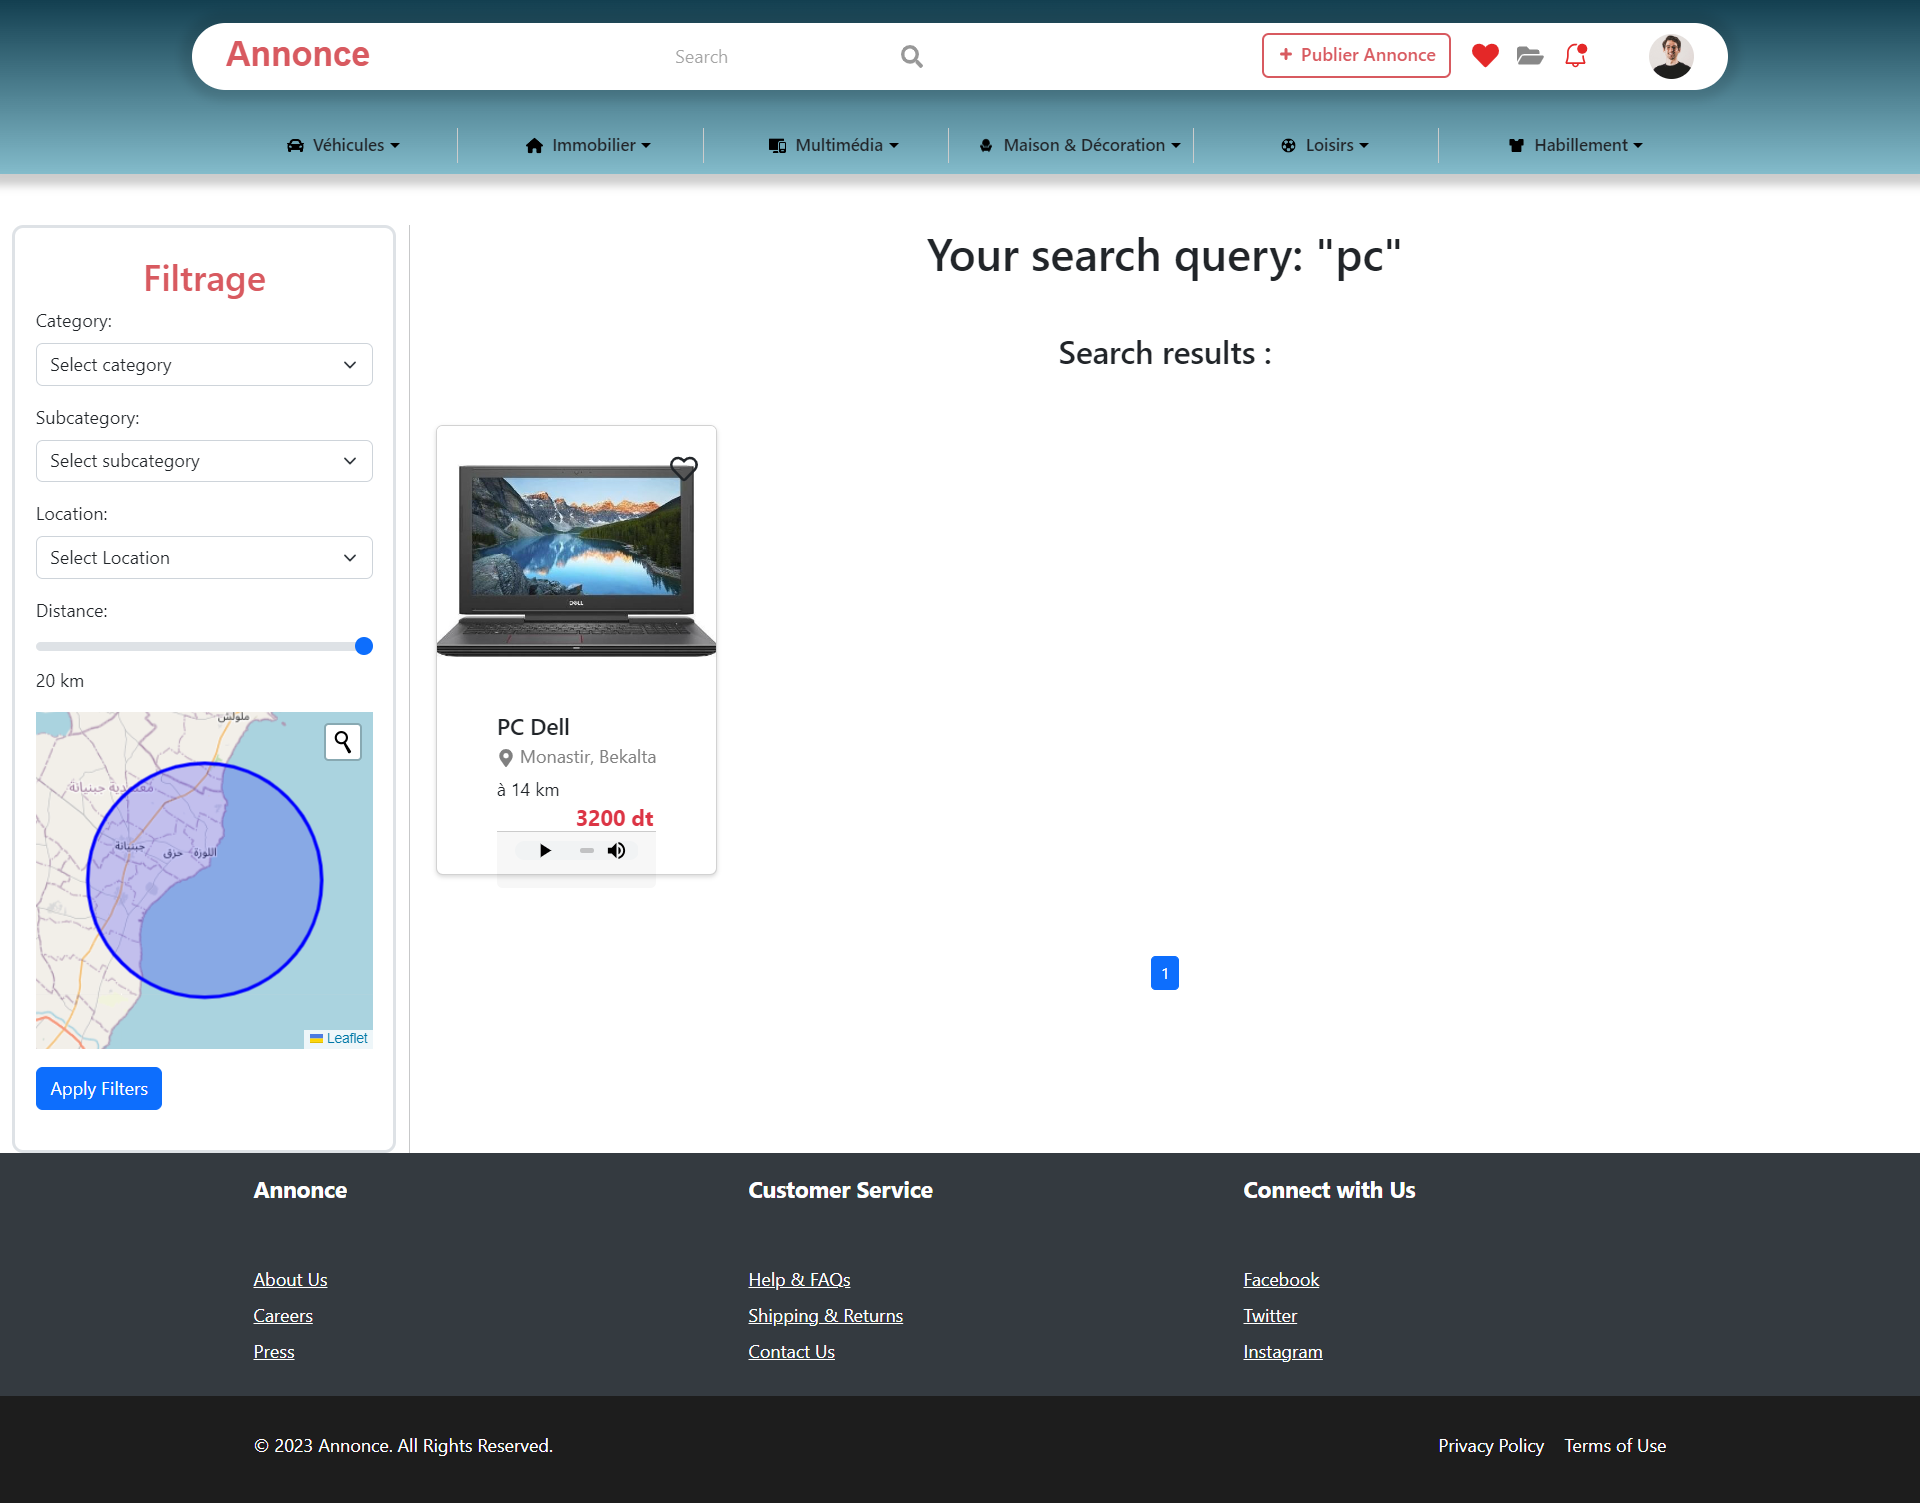 Annonce
Search
+ Publier Annonce
Véhicules
Immobilier
Multimédia
Maison & Décoration
Loisirs
Habillement
Filtrage
Category:
Select category
Subcategory:
Select subcategory
Location:
Select Location
Distance:
20 km
ملولش
معتمدية جبنيانة
جبنيانة
اللوزة - حزق
Leaflet
Apply Filters
Your search query: "pc"
Search results :
DELL
PC Dell
Monastir, Bekalta
à 14 km
3200 dt
1
Annonce
About Us
Careers
Press
Customer Service
Help & FAQs
Shipping & Returns
Contact Us
Connect with Us
Facebook
Twitter
Instagram
© 2023 Annonce. All Rights Reserved.
Privacy Policy
Terms of Use